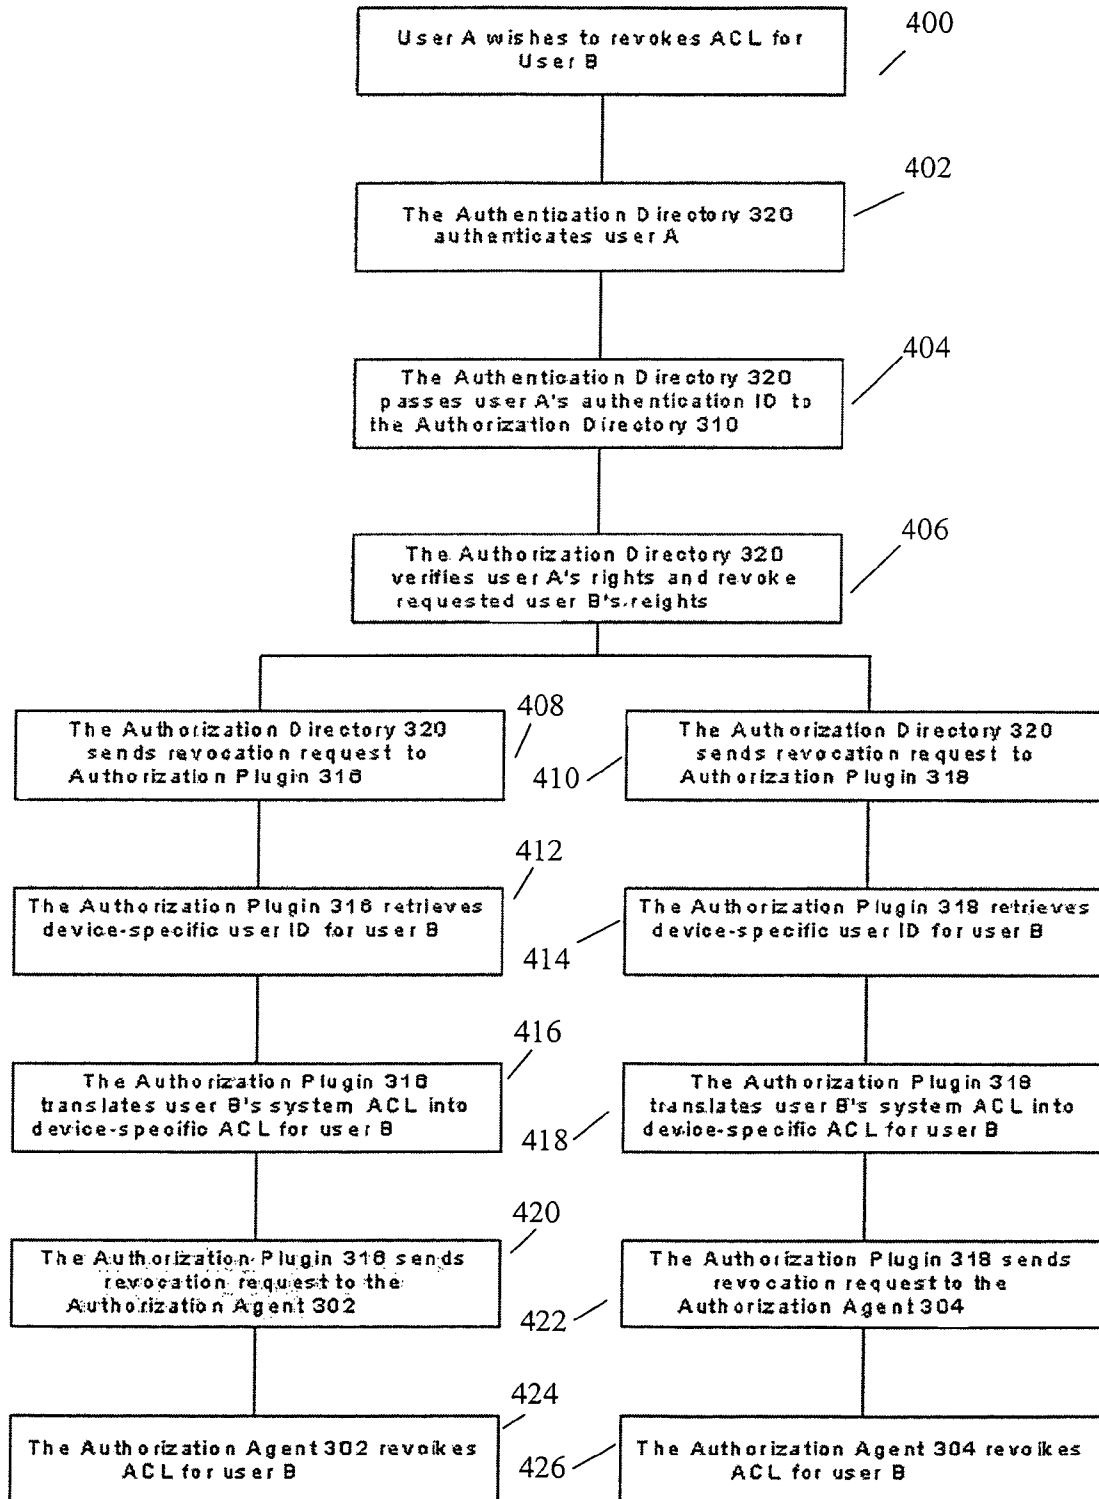 User A wishes to revokes ACL for
User B
400
402
The Authentication Directory 320
authenticates user A
404
The Authentication Directory 320
passes user A's authentication ID to
the Authorization Directory 310
406
The Authorization Directory 320
verifies user A's rights and revoke
requested user B's reights
408
The Authorization Directory 320
sends revocation request to
Authorization Plugin 316
410
The Authorization Directory 320
sends revocation request to
Authorization Plugin 318
412
The Authorization Plugin 316 retrieves
device-specific user ID for user B
414
The Authorization Plugin 318 retrieves
device-specific user ID for user B
416
The Authorization Plugin 316
translates user B's system ACL into
device-specific ACL for user B
418
The Authorization Plugin 318
translates user B's system ACL into
device-specific ACL for user B
420
The Authorization Plugin 316 sends
revocation request to the
Authorization Agent 302
422
The Authorization Plugin 318 sends
revocation request to the
Authorization Agent 304
424
The Authorization Agent 302 revoikes
ACL for user B
426
The Authorization Agent 304 revoikes
ACL for user B